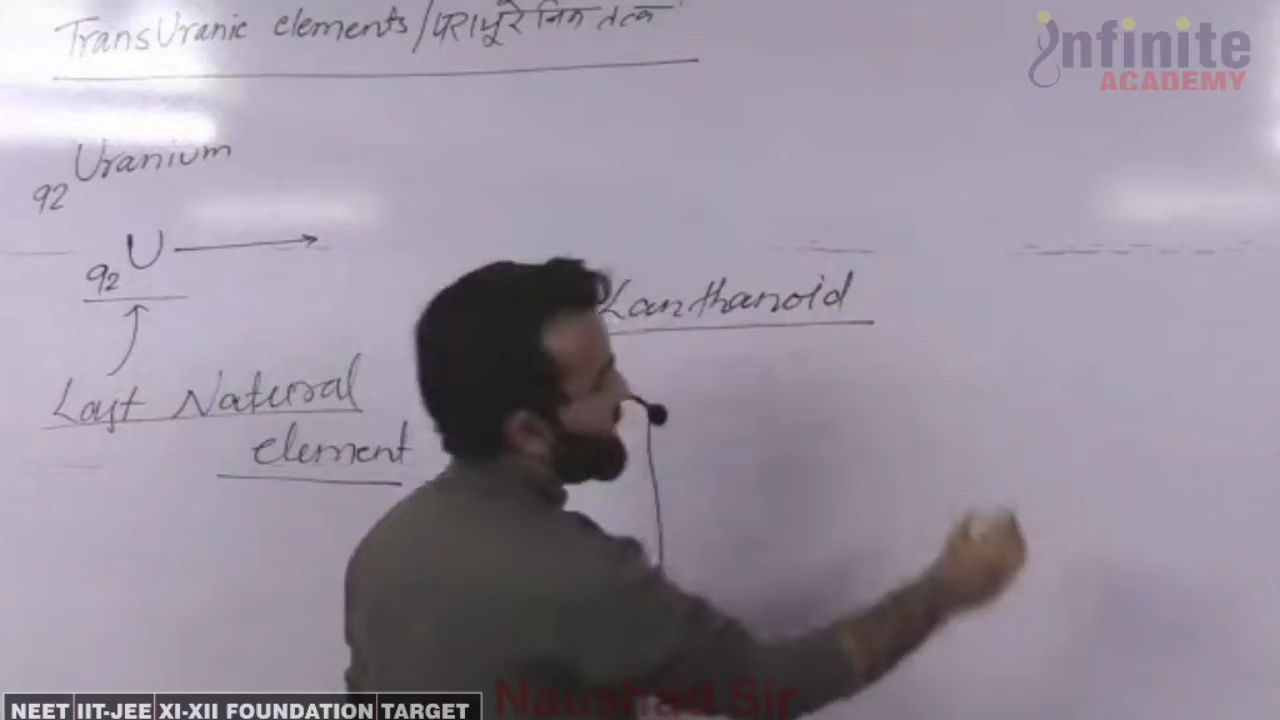 TransUranic elements/परायूरेनिक तत्व
infinite
ACADEMY
Uranium
92
92U
Lanthanoid
Last Natural
element
Naushad Sir
NEET IIT-JEE XI-XII FOUNDATION TARGET